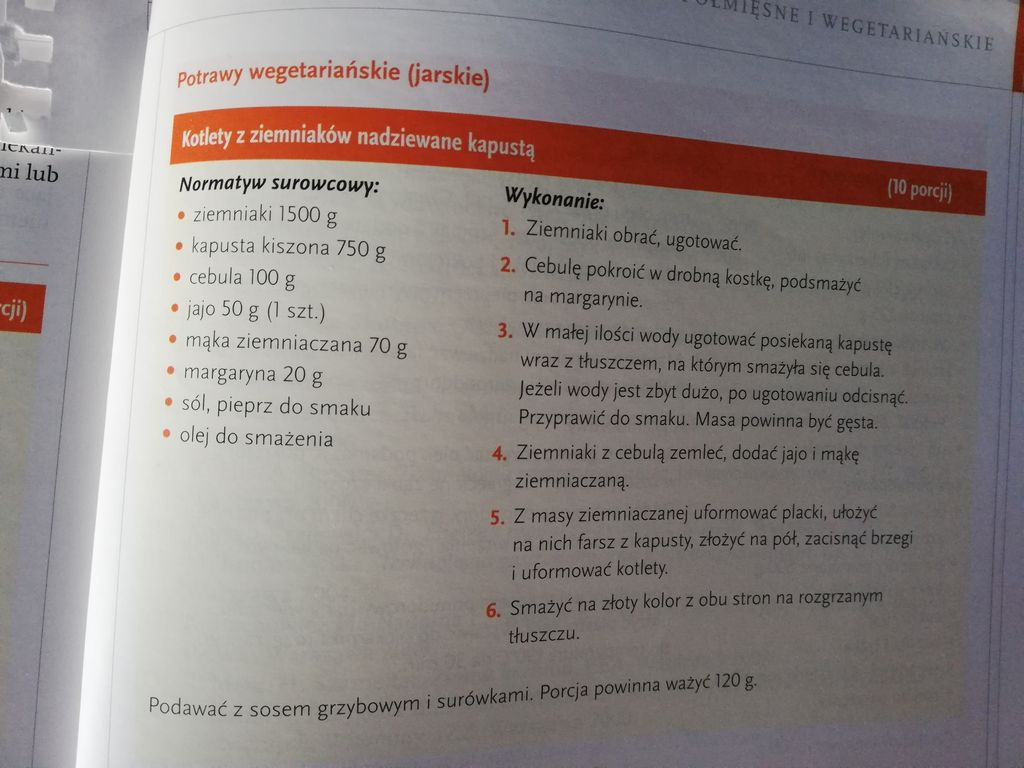 I WEGETARIAŃSKIE
mi lub
cji)
Potrawy wegetariańskie (jarskie)
Kotlety z ziemniaków nadziewane kapustą
(10 porcji)
Normatyw surowcowy:
• ziemniaki 1500 g
• kapusta kiszona 750 g
• cebula 100 g
• jajo 50 g (1 szt.)
• mąka ziemniaczana 70 g
• margaryna 20 g
• sól, pieprz do smaku
• olej do smażenia
Wykonanie:
1. Ziemniaki obrać, ugotować.
2. Cebulę pokroić w drobną kostkę, podsmażyć
na margarynie.
3. W małej ilości wody ugotować posiekaną kapustę
wraz z tłuszczem, na którym smażyła się cebula.
Jeżeli wody jest zbyt dużo, po ugotowaniu odcisnąć.
Przyprawić do smaku. Masa powinna być gęsta.
4. Ziemniaki z cebulą zemleć, dodać jajo i mąkę
ziemniaczaną.
5. Z masy ziemniaczanej uformować placki, ułożyć
na nich farsz z kapusty, złożyć na pół, zacisnąć brzegi
i uformować kotlety.
6. Smażyć na złoty kolor z obu stron na rozgrzanym
tłuszczu.
Podawać z sosem grzybowym i surówkami. Porcja powinna ważyć 120 g.